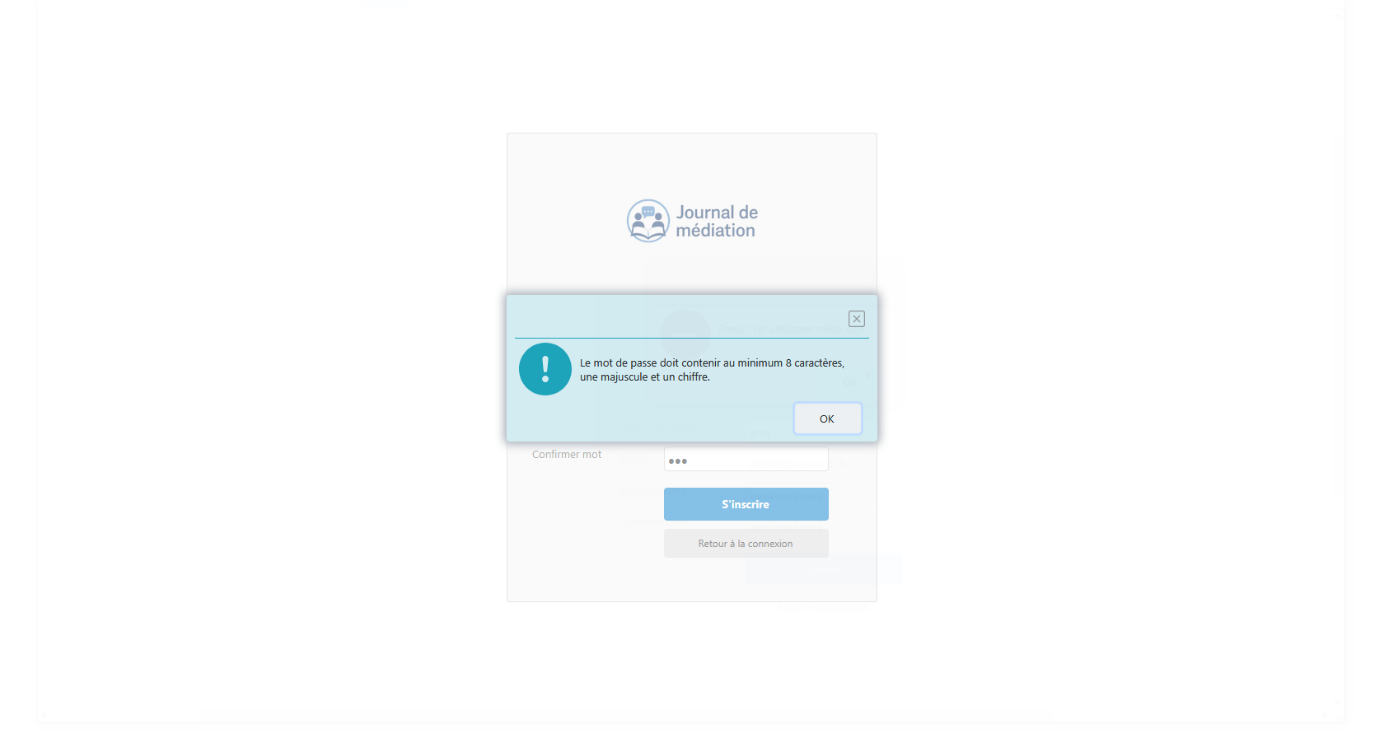 Journal de
médiation
Le mot de passe doit contenir au minimum 8 caractères,
une majuscule et un chiffre.
OK
Confirmer mot
S'inscrire
Retour à la connexion